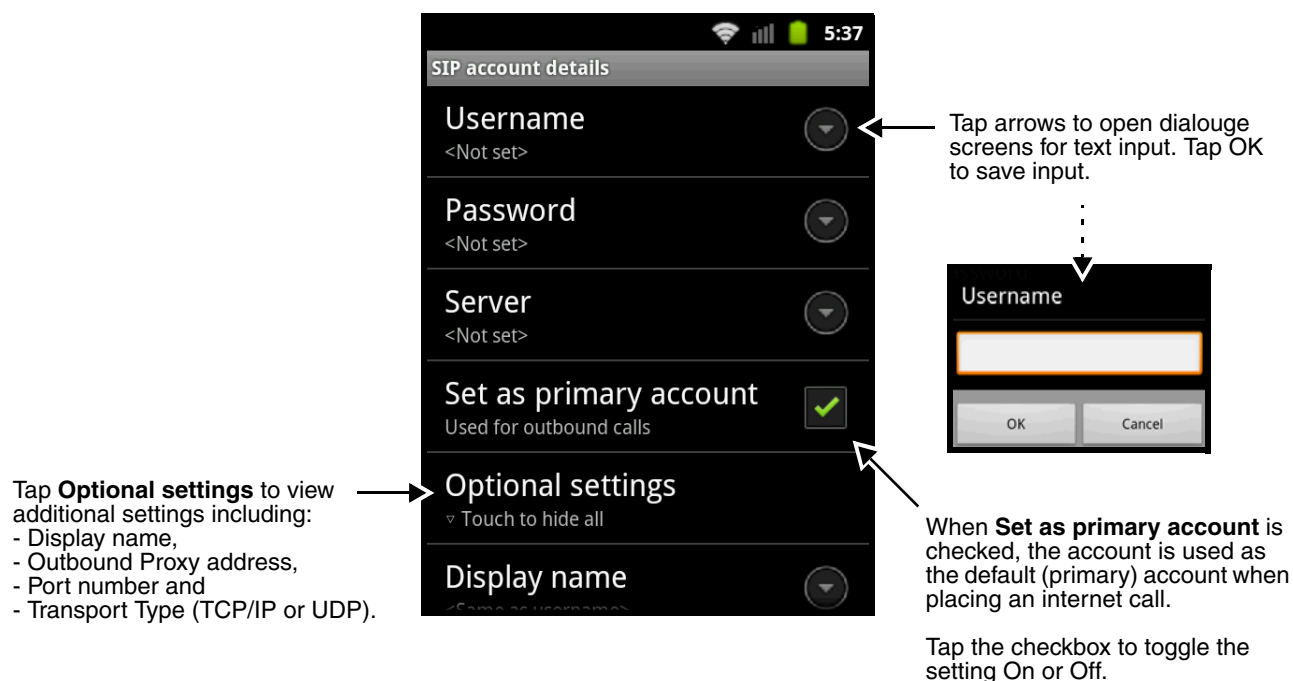 5:37
SIP account details
Username
<Not set>
Password
<Not set>
Server
<Not set>
Set as primary account
Used for outbound calls
Optional settings
▿ Touch to hide all
Display name
<Same as username>
Tap arrows to open dialouge
screens for text input. Tap OK
to save input.
Username
OK
Cancel
Tap Optional settings to view
additional settings including:
- Display name,
- Outbound Proxy address,
- Port number and
- Transport Type (TCP/IP or UDP).
When Set as primary account is
checked, the account is used as
the default (primary) account when
placing an internet call.
Tap the checkbox to toggle the
setting On or Off.